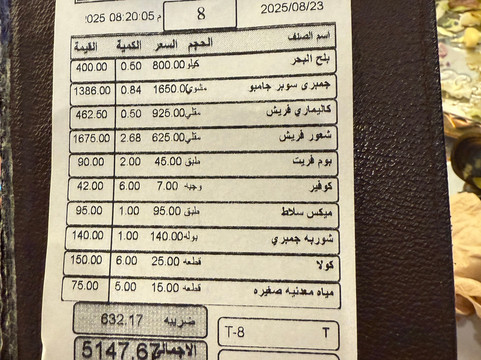 2025/08/23 8 2025 08:20:05 م
اسم الصنف الحجم السعر الكمية القيمة
بلح البحر كيلو 800.00 0.50 400.00
جمبرى سوبر جامبو مشوي 1650.00 0.84 1386.00
كاليماري فريش مقلي 925.00 0.50 462.50
شعور فريش مقلي 625.00 2.68 1675.00
بوم فريت طبق 45.00 2.00 90.00
كوفير وجبه 7.00 6.00 42.00
ميكس سلاط طبق 95.00 1.00 95.00
شوربه جمبري بوله 140.00 1.00 140.00
كولا قطعه 25.00 6.00 150.00
مياه معدنيه صغيره قطعه 15.00 5.00 75.00
ضريبه 632.17
T T-8
الاجمالي 5147.67